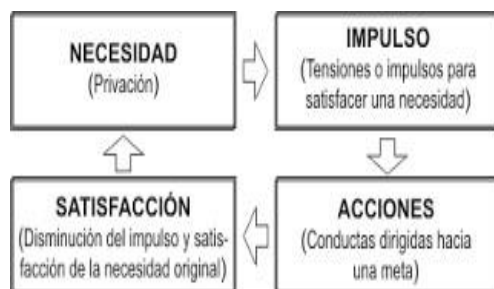 NECESIDAD
(Privación)
IMPULSO
(Tensiones o impulsos para
satisfacer una necesidad)
SATISFACCIÓN
(Disminución del impulso y satis-
facción de la necesidad original)
ACCIONES
(Conductas dirigidas hacia
una meta)